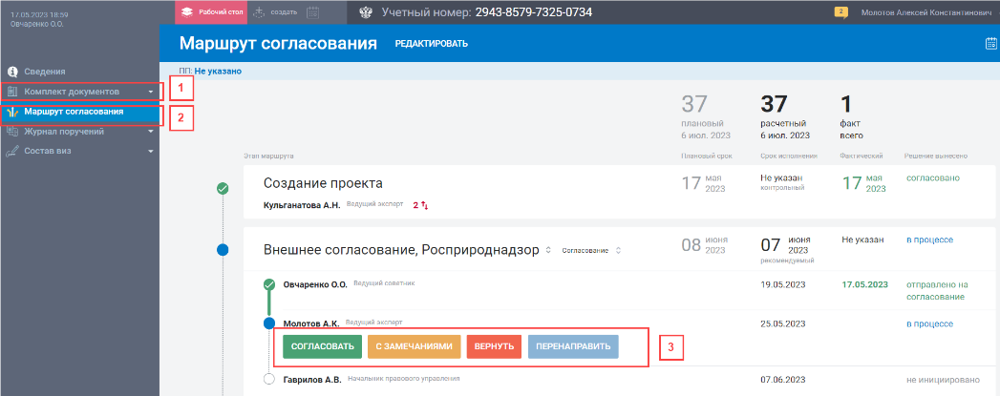 17.05.2023 18:59
Овчаренко О.О.
Рабочий стол
создать
Учетный номер: 2943-8579-7325-0734
2
Молотов Алексей Константинович
Маршрут согласования
РЕДАКТИРОВАТЬ
ПП: Не указано
Сведения
Комплект документов
1
Маршрут согласования
2
Журнал поручений
Состав виз
37
плановый
6 июл. 2023
37
расчетный
6 июл. 2023
1
факт
всего
Этап маршрута
Плановый срок
Срок исполнения
Фактический
Решение вынесено
Создание проекта
17 мая 2023
Не указан
контрольный
17 мая 2023
согласовано
Кульганатова А.Н. Ведущий эксперт 2
Внешнее согласование, Росприроднадзор
Согласование
08 июня 2023
07 июня 2023
рекомендуемый
Не указан
в процессе
Овчаренко О.О. Ведущий советник
19.05.2023
17.05.2023
отправлено на
согласование
Молотов А.К. Ведущий эксперт
25.05.2023
в процессе
СОГЛАСОВАТЬ
С ЗАМЕЧАНИЯМИ
ВЕРНУТЬ
ПЕРЕНАПРАВИТЬ
3
Гаврилов А.В. Начальник правового управления
07.06.2023
не инициировано